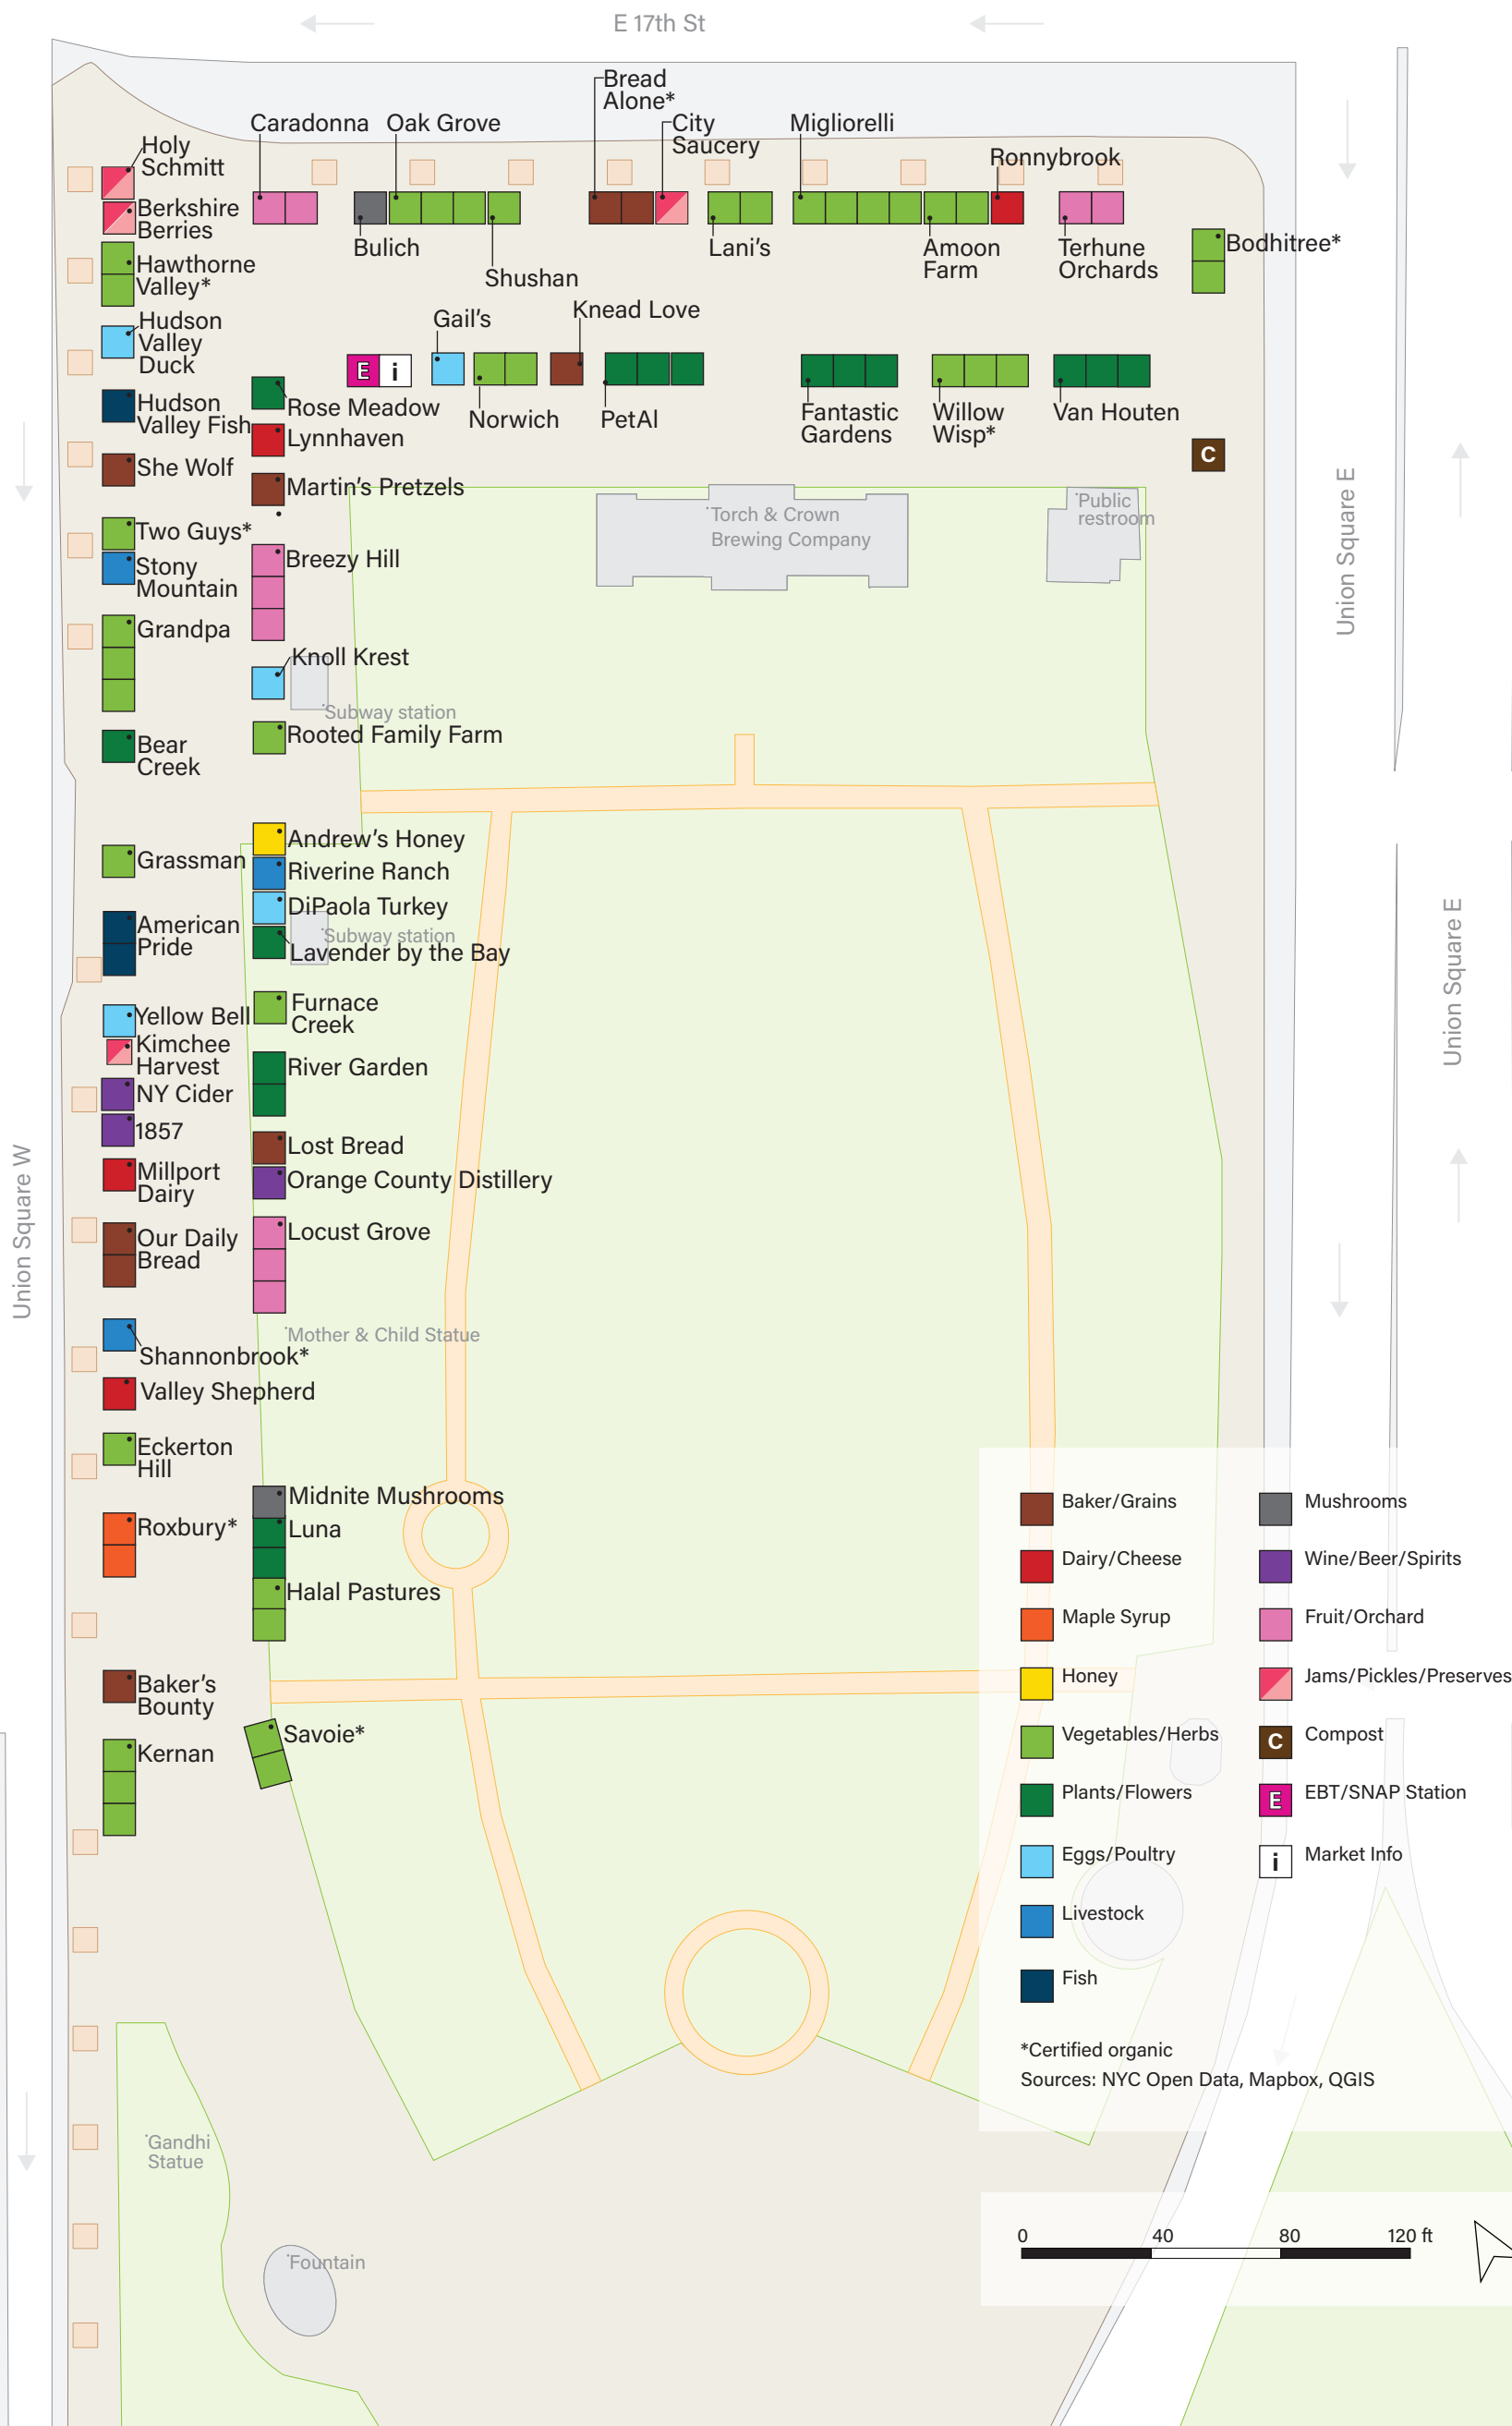 E 17th St
Bread
Alone*
Caradonna
Oak Grove
City
Saucery
Migliorelli
Ronnybrook
Holy
Schmitt
Berkshire
Berries
Bulich
Shushan
Lani's
Amoon
Farm
Terhune
Orchards
Bodhitree*
Hawthorne
Valley*
Hudson
Valley
Duck
Gail's
Knead Love
E
i
Norwich
PetAl
Fantastic
Gardens
Willow
Wisp*
Van Houten
C
Rose Meadow
Hudson
Valley Fish
Lynnhaven
She Wolf
Martin's Pretzels
Torch & Crown
Brewing Company
Public
restroom
Union Square E
Two Guys*
Stony
Mountain
Breezy Hill
Grandpa
Knoll Krest
Subway station
Rooted Family Farm
Bear
Creek
Andrew's Honey
Grassman
Riverine Ranch
DiPaola Turkey
American
Pride
Subway station
Lavender by the Bay
Union Square E
Yellow Bell
Furnace
Creek
Kimchee
Harvest
River Garden
NY Cider
1857
Lost Bread
Millport
Dairy
Orange County Distillery
Union Square W
Our Daily
Bread
Locust Grove
Mother & Child Statue
Shannonbrook*
Valley Shepherd
Eckerton
Hill
Midnite Mushrooms
Roxbury*
Luna
Halal Pastures
Baker's
Bounty
Savoie*
Kernan
Baker/Grains
Dairy/Cheese
Maple Syrup
Honey
Vegetables/Herbs
Plants/Flowers
Eggs/Poultry
Livestock
Fish
Mushrooms
Wine/Beer/Spirits
Fruit/Orchard
Jams/Pickles/Preserves
C Compost
E EBT/SNAP Station
i Market Info
*Certified organic
Sources: NYC Open Data, Mapbox, QGIS
Gandhi
Statue
Fountain
0 40 80 120 ft